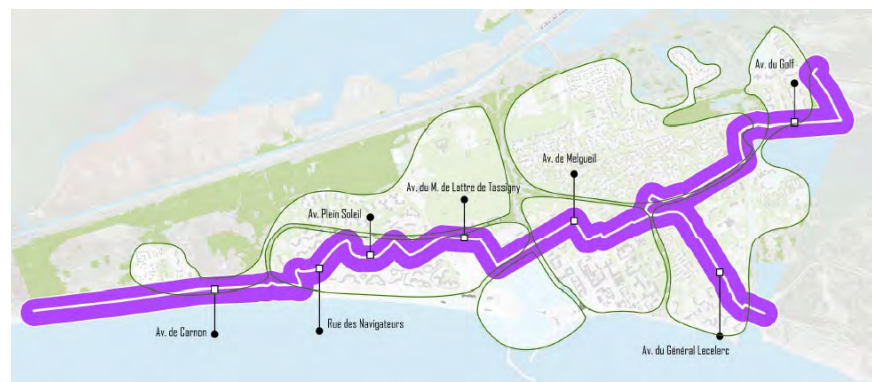 Av. du Golf
Av. de Melgueil
Av. du M. de Lattre de Tassigny
Av. Plein Soleil
Av. de Carnon
Rue des Navigateurs
Av. du Général Lecelerc